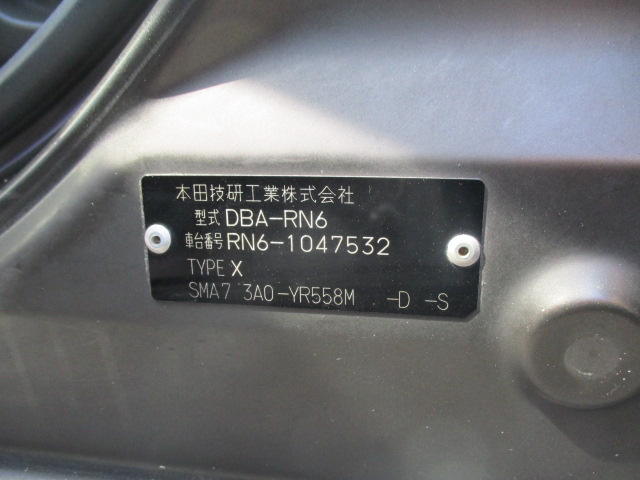 本田技研工業株式会社
型式 DBA-RN6
車台番号 RN6-1047532
TYPE X
SMA7 3A0-YR558M -D -S